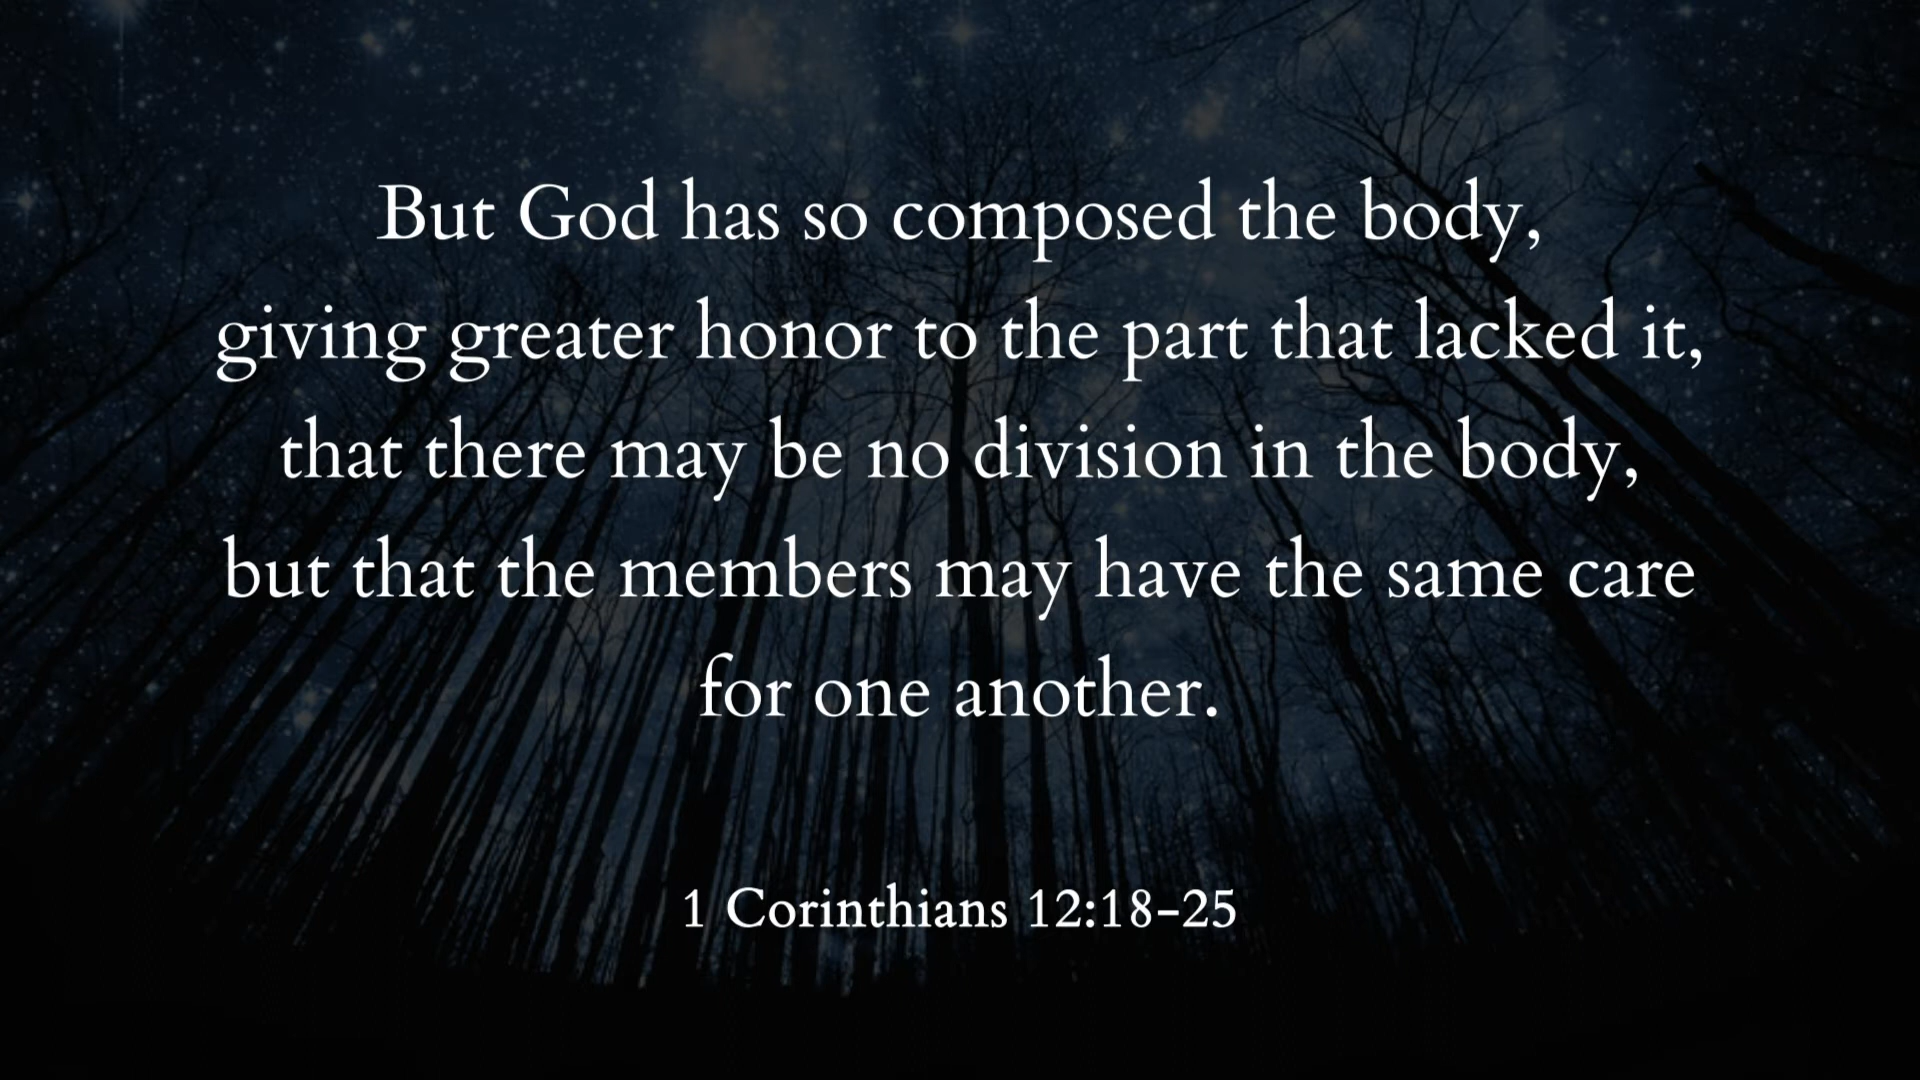 But God has so composed the body,
giving greater honor to the part that lacked it,
that there may be no division in the body,
but that the members may have the same care
for one another.
1 Corinthians 12:18-25